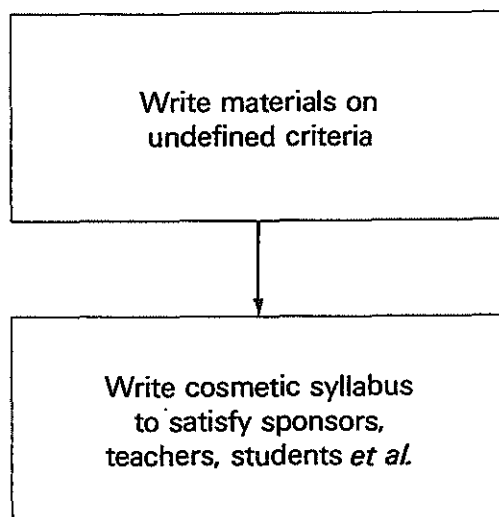 Write materials on
undefined criteria
Write cosmetic syllabus
to satisfy sponsors,
teachers, students et al.